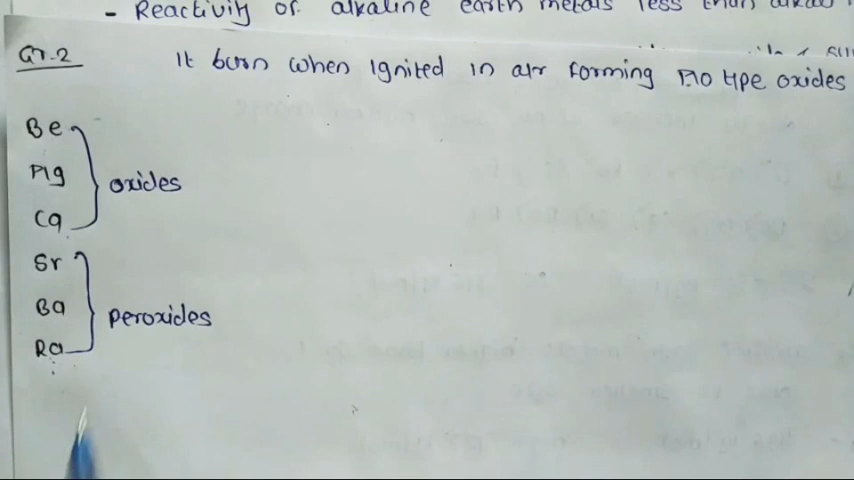 - Reactivity of alkaline earth metals less than alkali
Gr.2 It burn when ignited in air forming MO type oxides
Be
Mg
Ca
oxides
Sr
Ba
Ra
peroxides